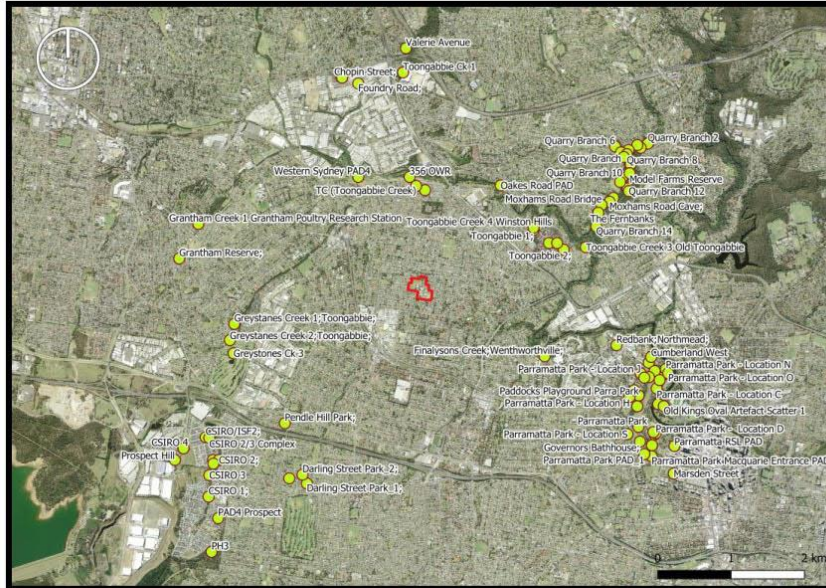 Valerie Avenue
Toongabbie Ck 1
Chopin Street;
Foundry Road;
Quarry Branch 6
Quarry Branch 2
Quarry Branch
Quarry Branch 8
Western Sydney PAD4
356 OWR
Quarry Branch 10
Model Farms Reserve
Oakes Road PAD
TC (Toongabbie Creek)
Quarry Branch 12
Moxhams Road Bridge
Moxhams Road Cave;
Grantham Creek 1 Grantham Poultry Research Station
Toongabbie Creek 4 Winston Hills
The Fernbanks
Quarry Branch 14
Toongabbie 1;
Toongabbie Creek 3 Old Toongabbie
Toongabbie 2;
Grantham Reserve;
Greystanes Creek 1;Toongabbie;
Greystanes Creek 2;Toongabbie;
Redbank;Northmead;
Greystones Ck 3
Finalysons Creek;Wenthworthville;
Cumberland West
Parramatta Park - Location J
Parramatta Park - Location N
Parramatta Park - Location O
Paddocks Playground Parra Park
Parramatta Park - Location C
Parramatta Park - Location H
Old Kings Oval Artefact Scatter 1
Pendle Hill Park;
Parramatta Park
Parramatta Park - Location D
CSIRO/ISF2;
Parramatta Park - Location
CSIRO 4
CSIRO 2/3 Complex
Parramatta RSL PAD
Governors Bathhouse;
Prospect Hill
CSIRO 2;
Parramatta Park PAD 1
Parramatta Park Macquarie Entrance PAD
Darling Street Park 2;
CSIRO 3
Marsden Street
Darling Street Park 1;
CSIRO 1;
PAD4 Prospect
PH3
0 1 2 km